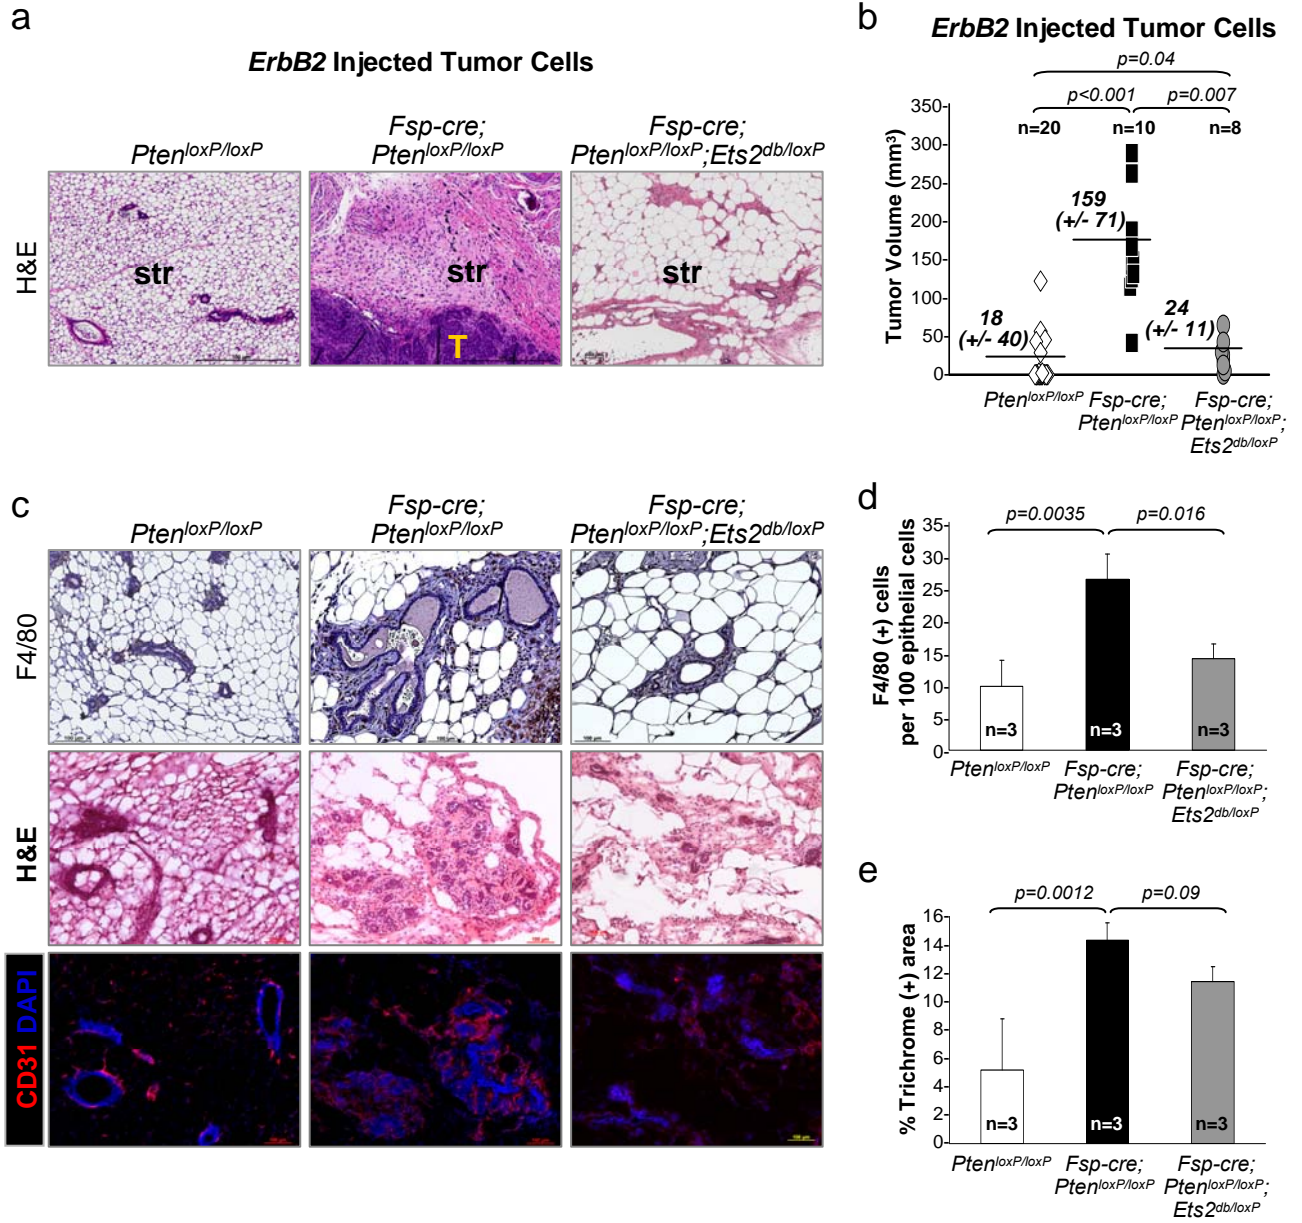 a
ErbB2 Injected Tumor Cells
Pten^loxP/loxP
Fsp-cre;
Pten^loxP/loxP
Fsp-cre;
Pten^loxP/loxP;Ets2^db/loxP
H&E
str
str
T
str
b
ErbB2 Injected Tumor Cells
p=0.04
p<0.001
p=0.007
n=20
n=10
n=8
Tumor Volume (mm³)
350
300
250
200
150
100
50
0
18
(+/- 40)
159
(+/- 71)
24
(+/- 11)
Pten^loxP/loxP
Fsp-cre;
Pten^loxP/loxP
Fsp-cre;
Pten^loxP/loxP;
Ets2^db/loxP
c
Pten^loxP/loxP
Fsp-cre;
Pten^loxP/loxP
Fsp-cre;
Pten^loxP/loxP;Ets2^db/loxP
F4/80
H&E
CD31 DAPI
d
p=0.0035
p=0.016
F4/80 (+) cells
per 100 epithelial cells
35
30
25
20
15
10
5
0
n=3
n=3
n=3
Pten^loxP/loxP
Fsp-cre;
Pten^loxP/loxP
Fsp-cre;
Pten^loxP/loxP;
Ets2^db/loxP
e
p=0.0012
p=0.09
% Trichrome (+) area
16
14
12
10
8
6
4
2
0
n=3
n=3
n=3
Pten^loxP/loxP
Fsp-cre;
Pten^loxP/loxP
Fsp-cre;
Pten^loxP/loxP;
Ets2^db/loxP